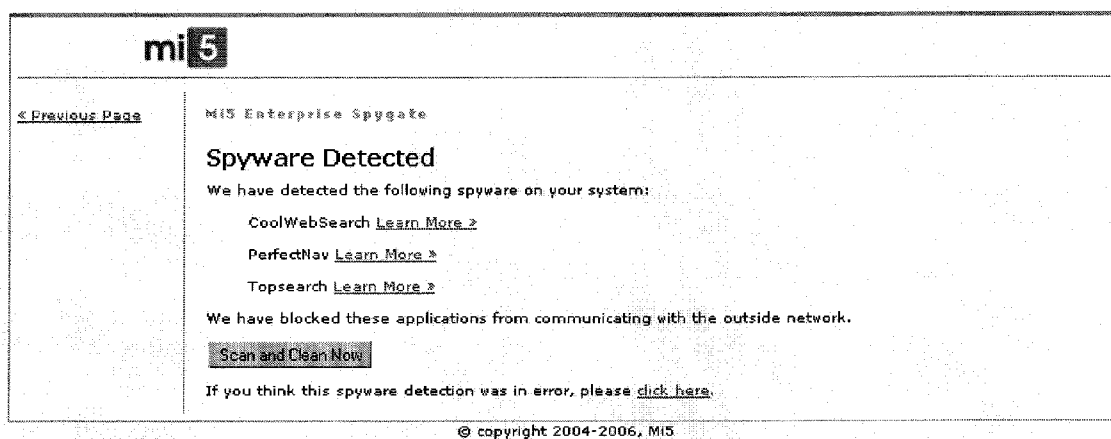 mi5
« Previous Page
Mi5 Enterprise Spygate
Spyware Detected
We have detected the following spyware on your system:
CoolWebSearch Learn More »
PerfectNav Learn More »
Topsearch Learn More »
We have blocked these applications from communicating with the outside network.
Scan and Clean Now
If you think this spyware detection was in error, please click here.
© copyright 2004-2006, Mi5